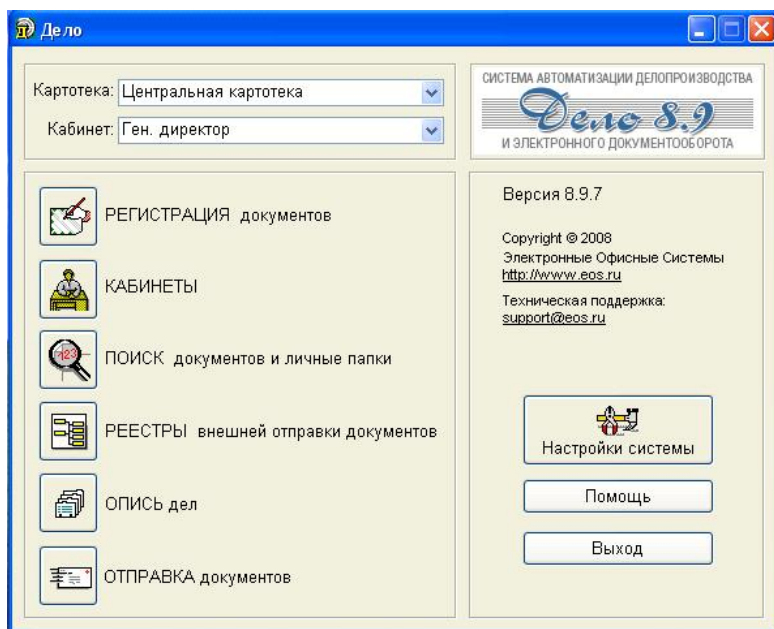 Дело
Картотека: Центральная картотека
Кабинет: Ген. директор
СИСТЕМА АВТОМАТИЗАЦИИ ДЕЛОПРОИЗВОДСТВА
Дело 8.9
И ЭЛЕКТРОННОГО ДОКУМЕНТООБОРОТА
РЕГИСТРАЦИЯ документов
КАБИНЕТЫ
123
ПОИСК документов и личные папки
РЕЕСТРЫ внешней отправки документов
ОПИСЬ дел
ОТПРАВКА документов
Версия 8.9.7
Copyright © 2008
Электронные Офисные Системы
http://www.eos.ru
Техническая поддержка:
support@eos.ru
Настройки системы
Помощь
Выход